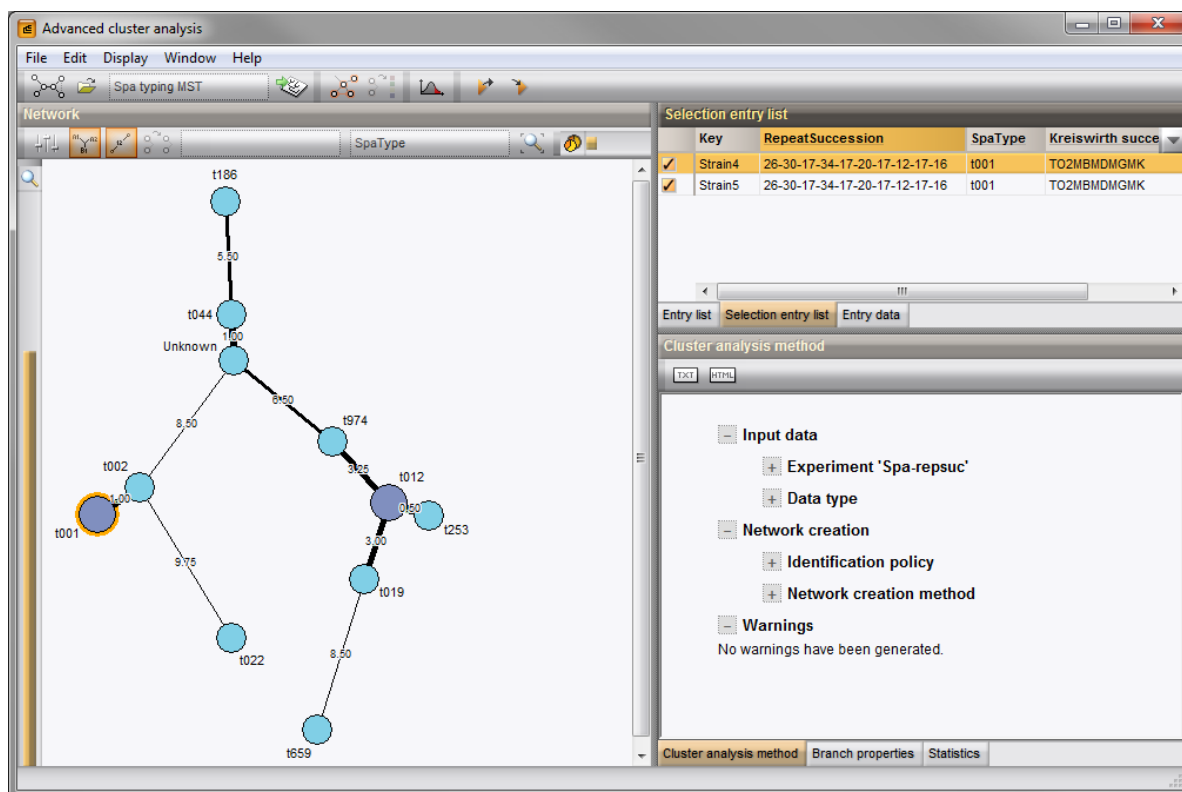 Advanced cluster analysis
File Edit Display Window Help
Spa typing MST
Network
SpaType
t186
5.50
t044
1.00
Unknown
8.50
6.50
t974
t002
3.25
t012
1.00
0.50
t001
t253
3.00
9.75
t019
t022
8.50
t659
Selection entry list
Key RepeatSuccession SpaType Kreiswirth succe
Strain4 26-30-17-34-17-20-17-12-17-16 t001 TO2MBMDMGMK
Strain5 26-30-17-34-17-20-17-12-17-16 t001 TO2MBMDMGMK
Entry list Selection entry list Entry data
Cluster analysis method
TXT HTML
Input data
Experiment 'Spa-repsuc'
Data type
Network creation
Identification policy
Network creation method
Warnings
No warnings have been generated.
Cluster analysis method Branch properties Statistics